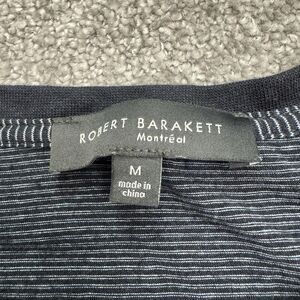 ROBERT BARAKETT
Montréal
M
made in
china